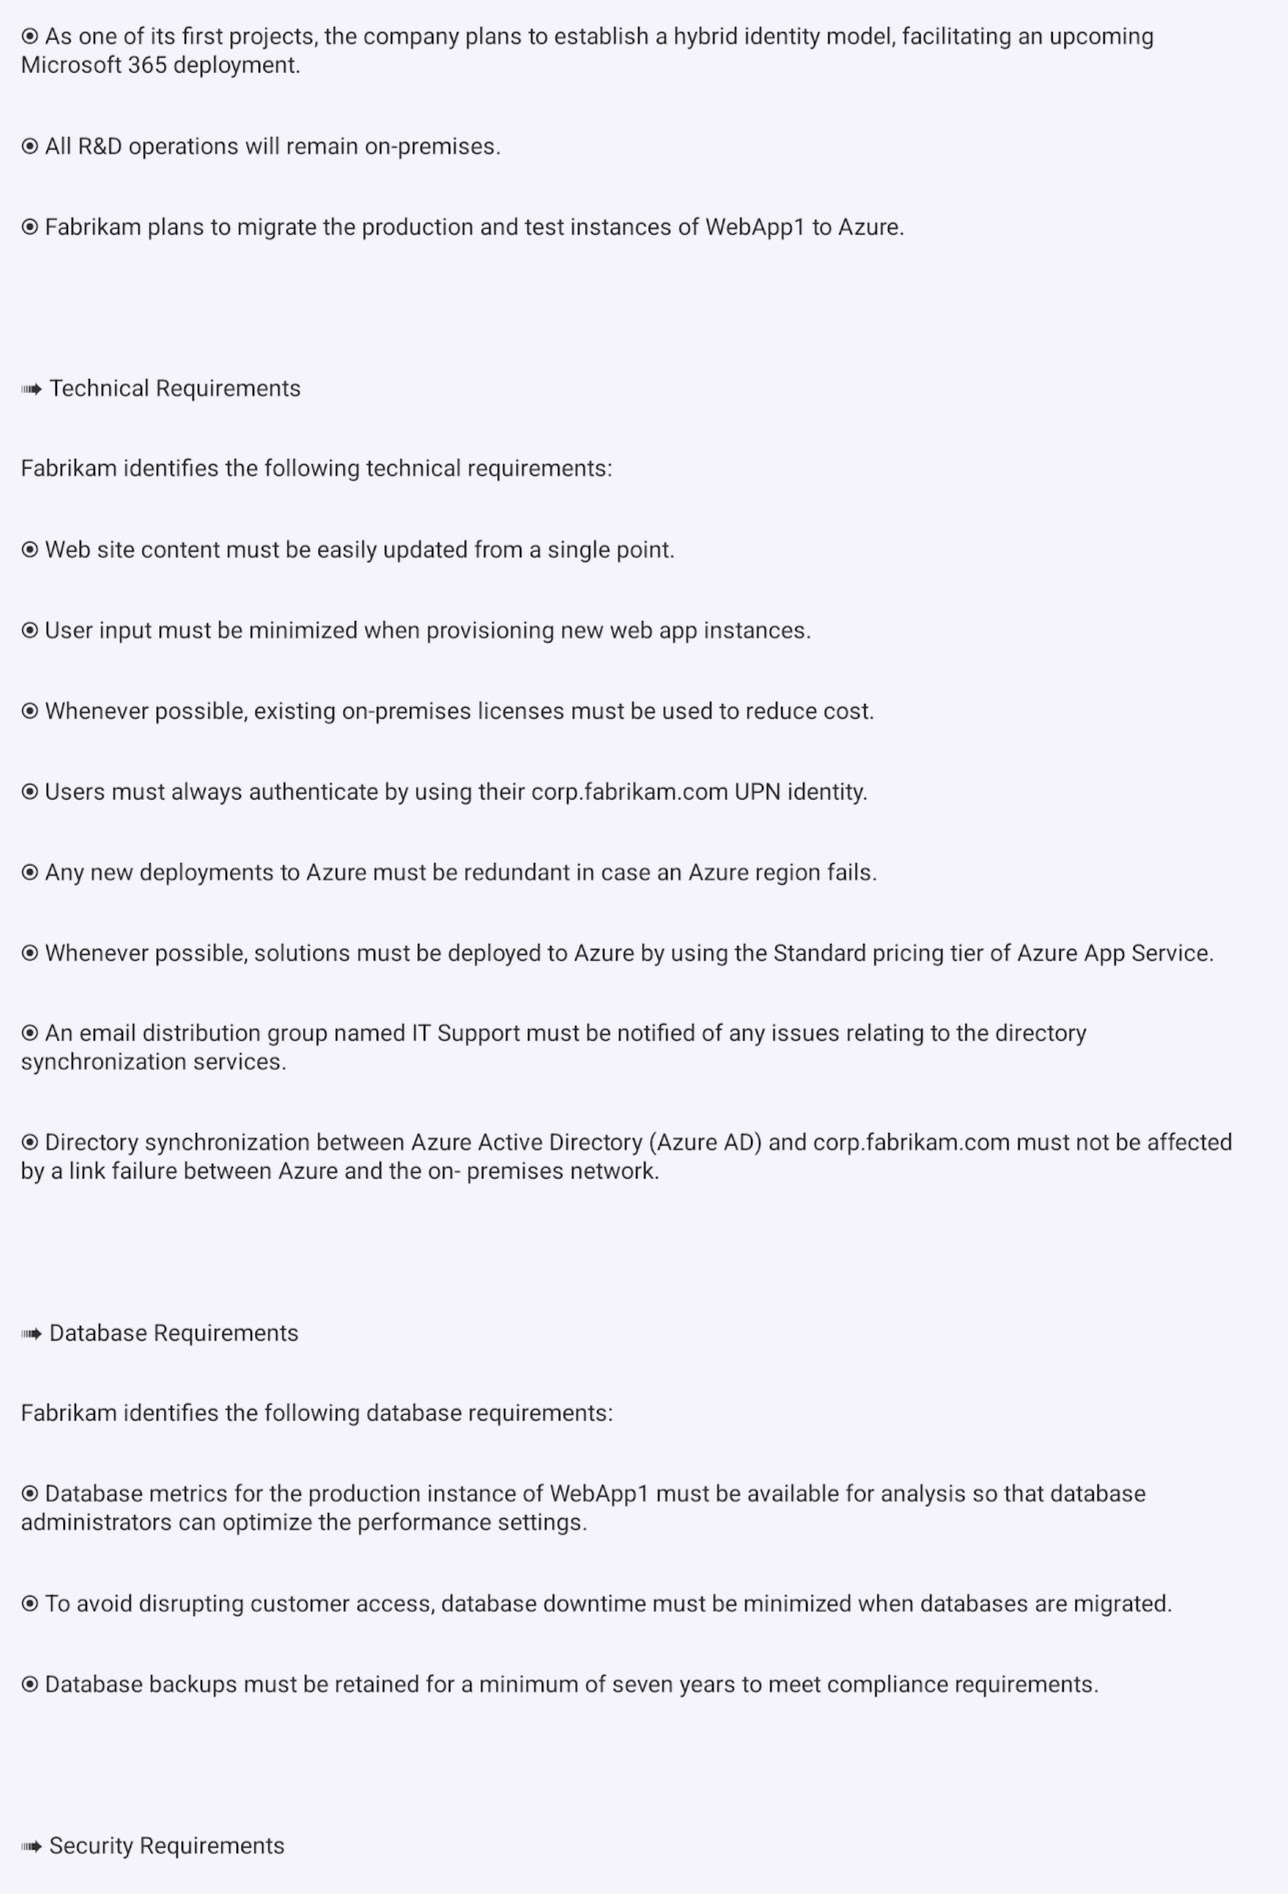 ⦿ As one of its first projects, the company plans to establish a hybrid identity model, facilitating an upcoming
Microsoft 365 deployment.
⦿ All R&D operations will remain on-premises.
⦿ Fabrikam plans to migrate the production and test instances of WebApp1 to Azure.
➠ Technical Requirements
Fabrikam identifies the following technical requirements:
⦿ Web site content must be easily updated from a single point.
⦿ User input must be minimized when provisioning new web app instances.
⦿ Whenever possible, existing on-premises licenses must be used to reduce cost.
⦿ Users must always authenticate by using their corp.fabrikam.com UPN identity.
⦿ Any new deployments to Azure must be redundant in case an Azure region fails.
⦿ Whenever possible, solutions must be deployed to Azure by using the Standard pricing tier of Azure App Service.
⦿ An email distribution group named IT Support must be notified of any issues relating to the directory
synchronization services.
⦿ Directory synchronization between Azure Active Directory (Azure AD) and corp.fabrikam.com must not be affected
by a link failure between Azure and the on- premises network.
➠ Database Requirements
Fabrikam identifies the following database requirements:
⦿ Database metrics for the production instance of WebApp1 must be available for analysis so that database
administrators can optimize the performance settings.
⦿ To avoid disrupting customer access, database downtime must be minimized when databases are migrated.
⦿ Database backups must be retained for a minimum of seven years to meet compliance requirements.
➠ Security Requirements